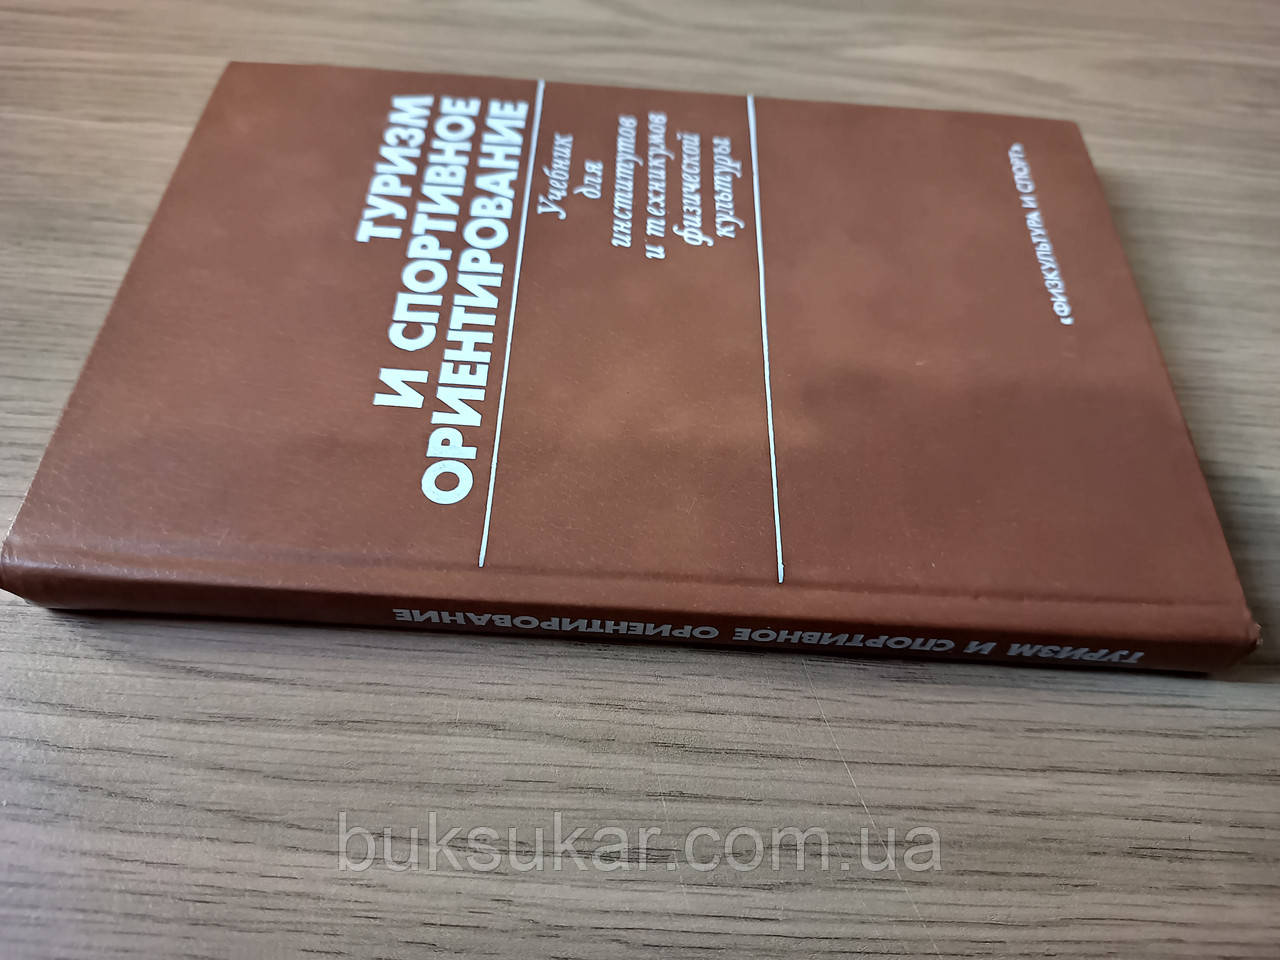 ТУРИЗМ
И СПОРТИВНОЕ
ОРИЕНТИРОВАНИЕ
Учебник
для
институтов
и техникумов
физической
культуры
«ФИЗКУЛЬТУРА И СПОРТ»
ТУРИЗМ И СПОРТИВНОЕ ОРИЕНТИРОВАНИЕ
buksukar.com.ua